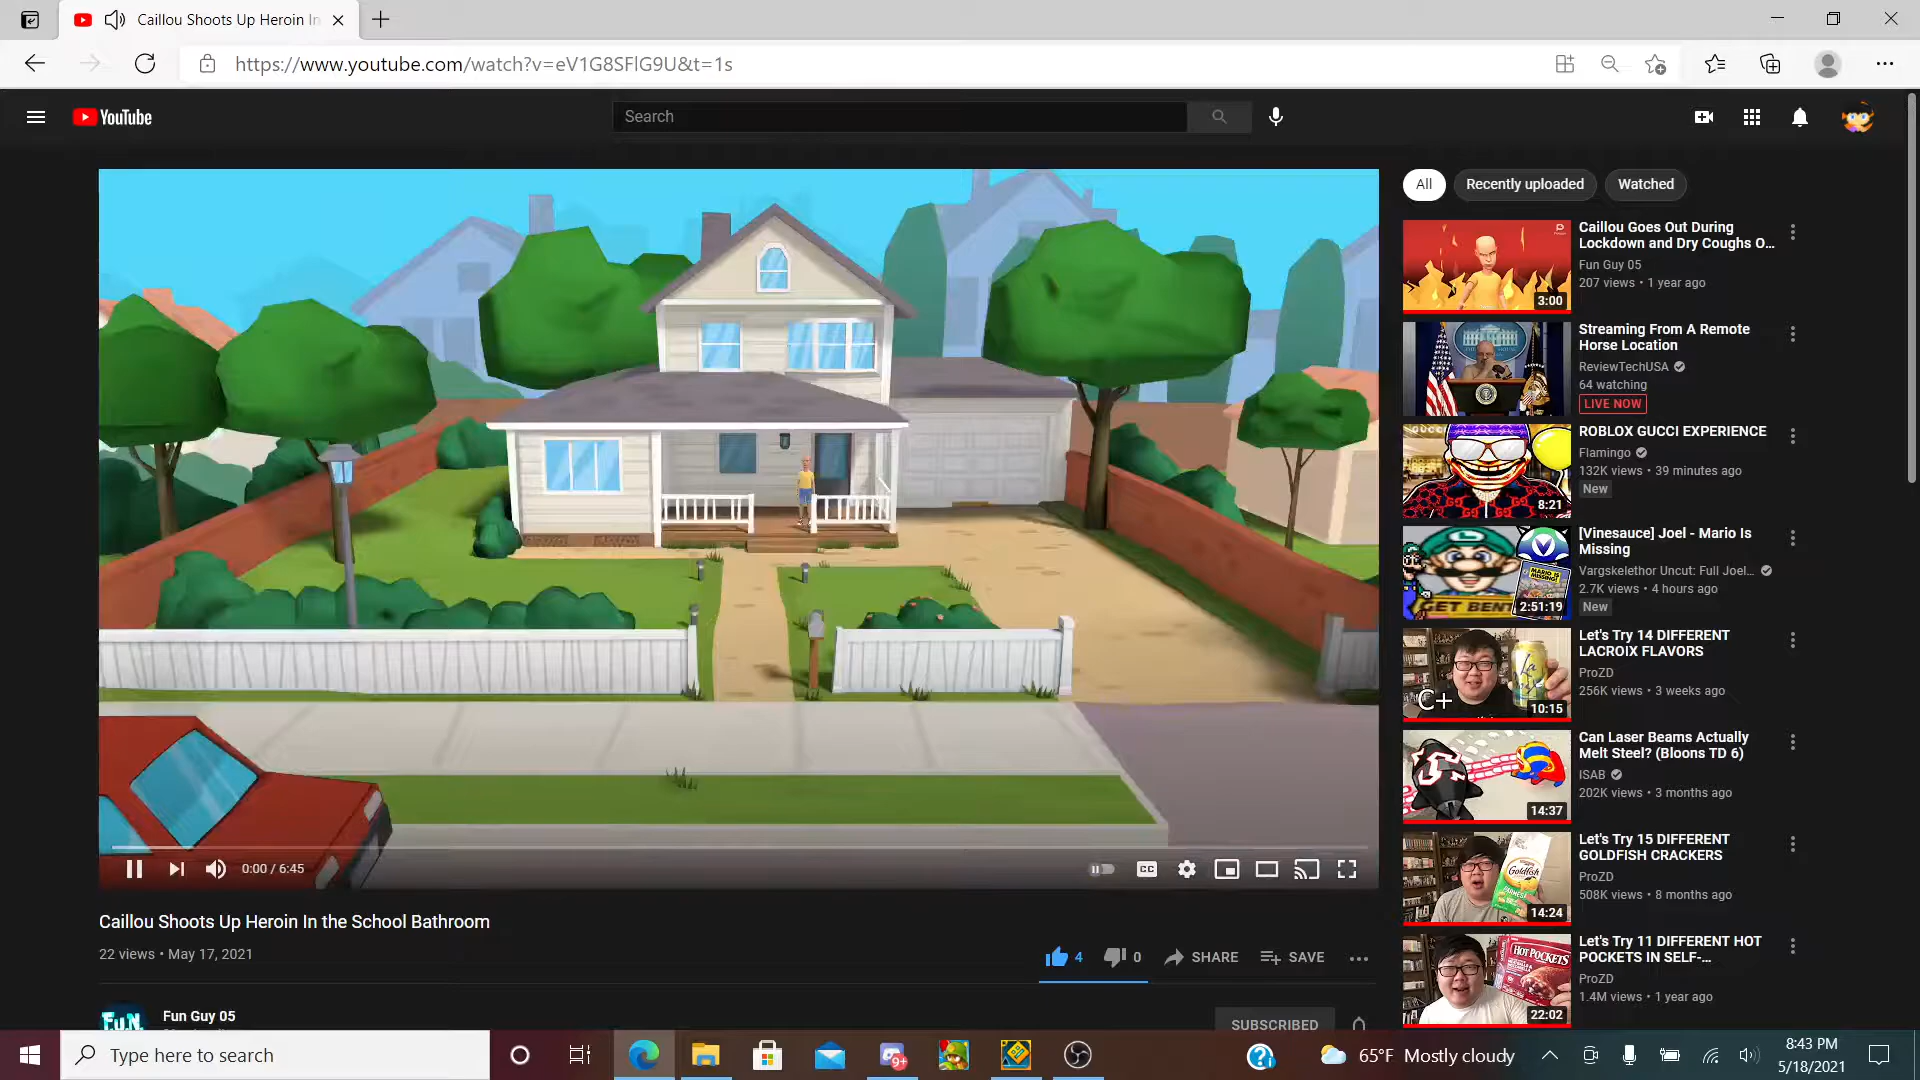 Caillou Shoots Up Heroin In
https://www.youtube.com/watch?v=eV1G8SFlG9U&t=1s
YouTube
Search
All
Recently uploaded
Watched
Caillou Goes Out During
Lockdown and Dry Coughs O...
Fun Guy 05
207 views • 1 year ago
3:00
Streaming From A Remote
Horse Location
ReviewTechUSA
64 watching
LIVE NOW
ROBLOX GUCCI EXPERIENCE
Flamingo
132K views • 39 minutes ago
New
8:21
[Vinesauce] Joel - Mario Is
Missing
Vargskelethor Uncut: Full Joel...
2.7K views • 4 hours ago
New
MARIO IS MISSING!
GET BENT
2:51:19
Let's Try 14 DIFFERENT
LACROIX FLAVORS
ProZD
256K views • 3 weeks ago
C+
10:15
Can Laser Beams Actually
Melt Steel? (Bloons TD 6)
ISAB
202K views • 3 months ago
14:37
Let's Try 15 DIFFERENT
GOLDFISH CRACKERS
ProZD
508K views • 8 months ago
Goldfish
14:24
Let's Try 11 DIFFERENT HOT
POCKETS IN SELF-...
ProZD
1.4M views • 1 year ago
HOT POCKETS
22:02
0:00 / 6:45
CC
Caillou Shoots Up Heroin In the School Bathroom
22 views • May 17, 2021
4
0
SHARE
SAVE
FUN
Fun Guy 05
SUBSCRIBED
Type here to search
9+
65°F Mostly cloudy
8:43 PM
5/18/2021